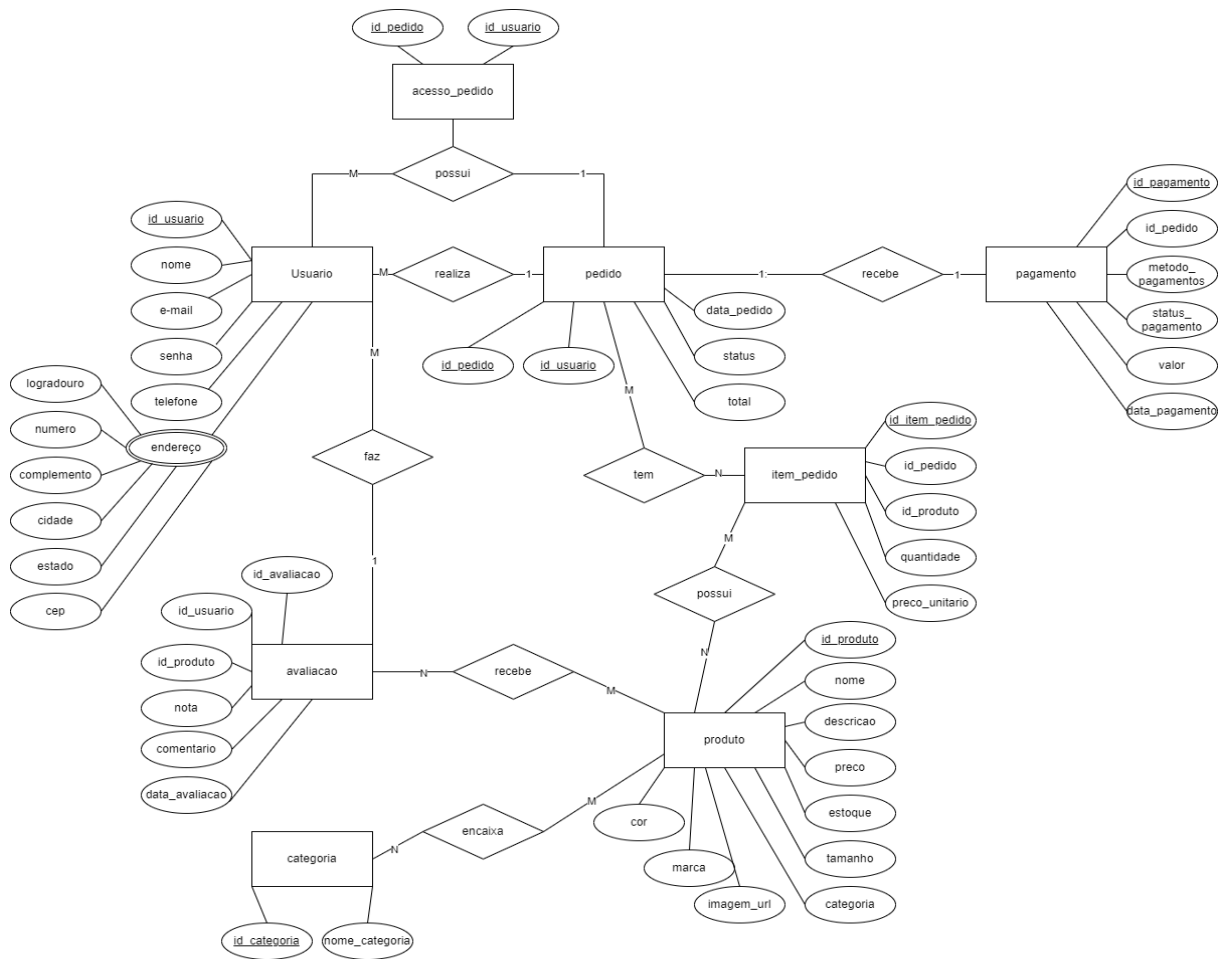 id_pedido
id_usuario
acesso_pedido
M
possui
1
id_usuario
nome
e-mail
senha
telefone
Usuario
M
realiza
1
pedido
1:
recebe
1
pagamento
id_pagamento
id_pedido
metodo_
pagamentos
status_
pagamento
valor
data_pagamento
data_pedido
status
total
id_pedido
id_usuario
M
logradouro
numero
complemento
cidade
estado
cep
endereço
faz
M
tem
N
item_pedido
id_item_pedido
id_pedido
id_produto
quantidade
preco_unitario
M
possui
N
1
id_avaliacao
id_usuario
id_produto
nota
comentario
data_avaliacao
avaliacao
N
recebe
M
produto
id_produto
nome
descricao
preco
estoque
tamanho
categoria
cor
marca
imagem_url
M
encaixa
N
categoria
id_categoria
nome_categoria